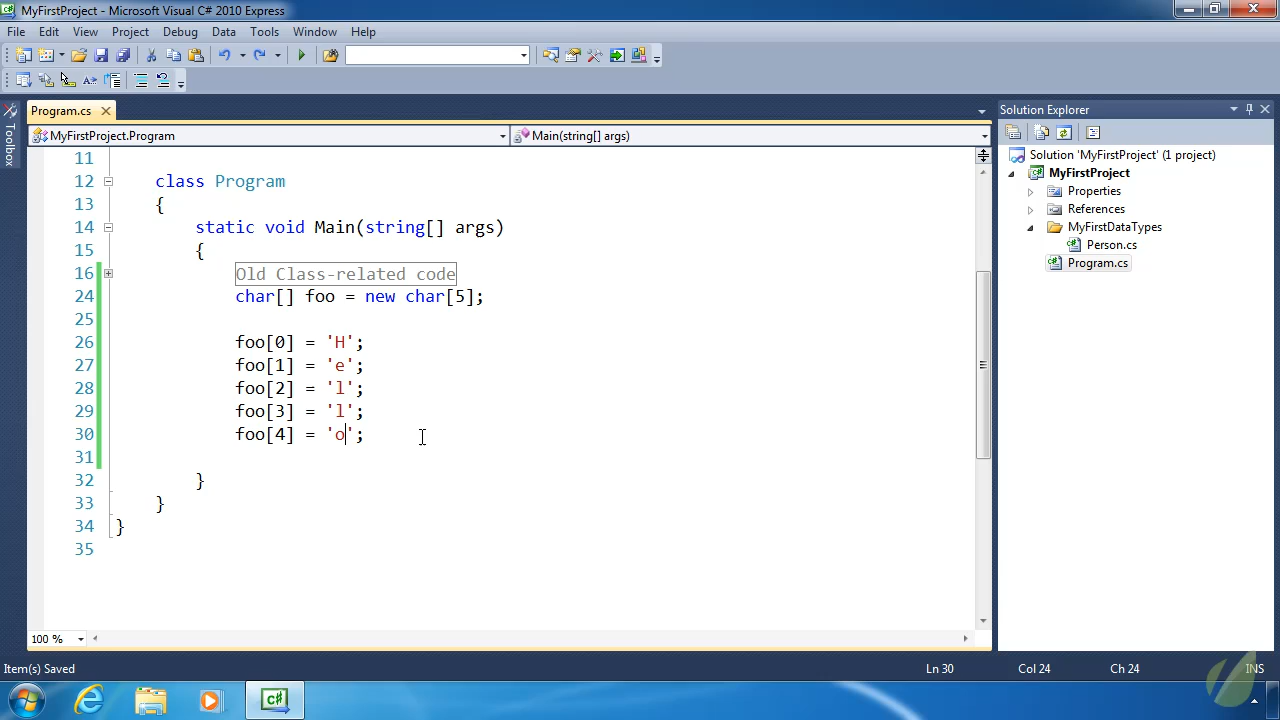 MyFirstProject - Microsoft Visual C# 2010 Express
File Edit View Project Debug Data Tools Window Help
Program.cs
Toolbox
MyFirstProject.Program
Main(string[] args)
11
12 class Program
13 {
14 static void Main(string[] args)
15 {
16 Old Class-related code
24 char[] foo = new char[5];
25
26 foo[0] = 'H';
27 foo[1] = 'e';
28 foo[2] = 'l';
29 foo[3] = 'l';
30 foo[4] = 'o';
31
32 }
33 }
34 }
35
100 %
Solution Explorer
Solution 'MyFirstProject' (1 project)
MyFirstProject
Properties
References
MyFirstDataTypes
Person.cs
Program.cs
Item(s) Saved Ln 30 Col 24 Ch 24 INS